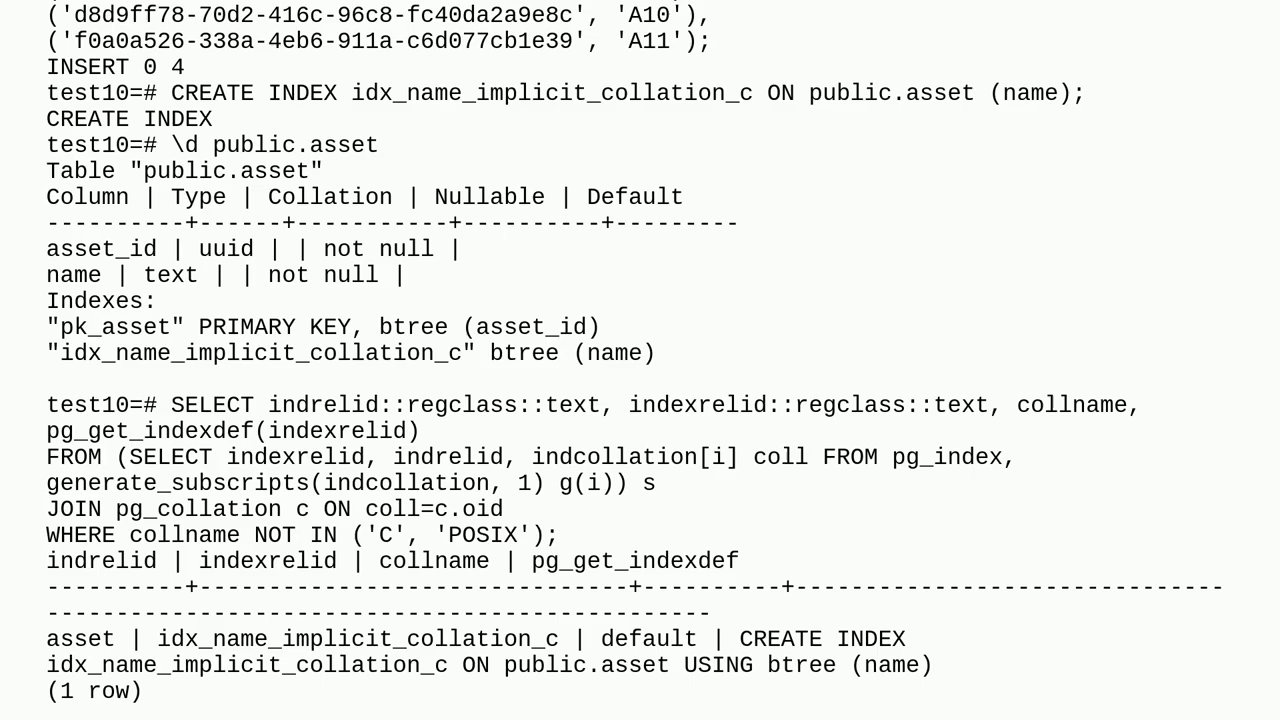 ('d8d9ff78-70d2-416c-96c8-fc40da2a9e8c', 'A10'),
('f0a0a526-338a-4eb6-911a-c6d077cb1e39', 'A11');
INSERT 0 4
test10=# CREATE INDEX idx_name_implicit_collation_c ON public.asset (name);
CREATE INDEX
test10=# \d public.asset
Table "public.asset"
Column | Type | Collation | Nullable | Default
----------+------+-----------+----------+---------
asset_id | uuid | | not null |
name | text | | not null |
Indexes:
"pk_asset" PRIMARY KEY, btree (asset_id)
"idx_name_implicit_collation_c" btree (name)
test10=# SELECT indrelid::regclass::text, indexrelid::regclass::text, collname,
pg_get_indexdef(indexrelid)
FROM (SELECT indexrelid, indrelid, indcollation[i] coll FROM pg_index,
generate_subscripts(indcollation, 1) g(i)) s
JOIN pg_collation c ON coll=c.oid
WHERE collname NOT IN ('C', 'POSIX');
indrelid | indexrelid | collname | pg_get_indexdef
----------+-------------------------------+----------+-------------------------------
------------------------------------------------
asset | idx_name_implicit_collation_c | default | CREATE INDEX
idx_name_implicit_collation_c ON public.asset USING btree (name)
(1 row)